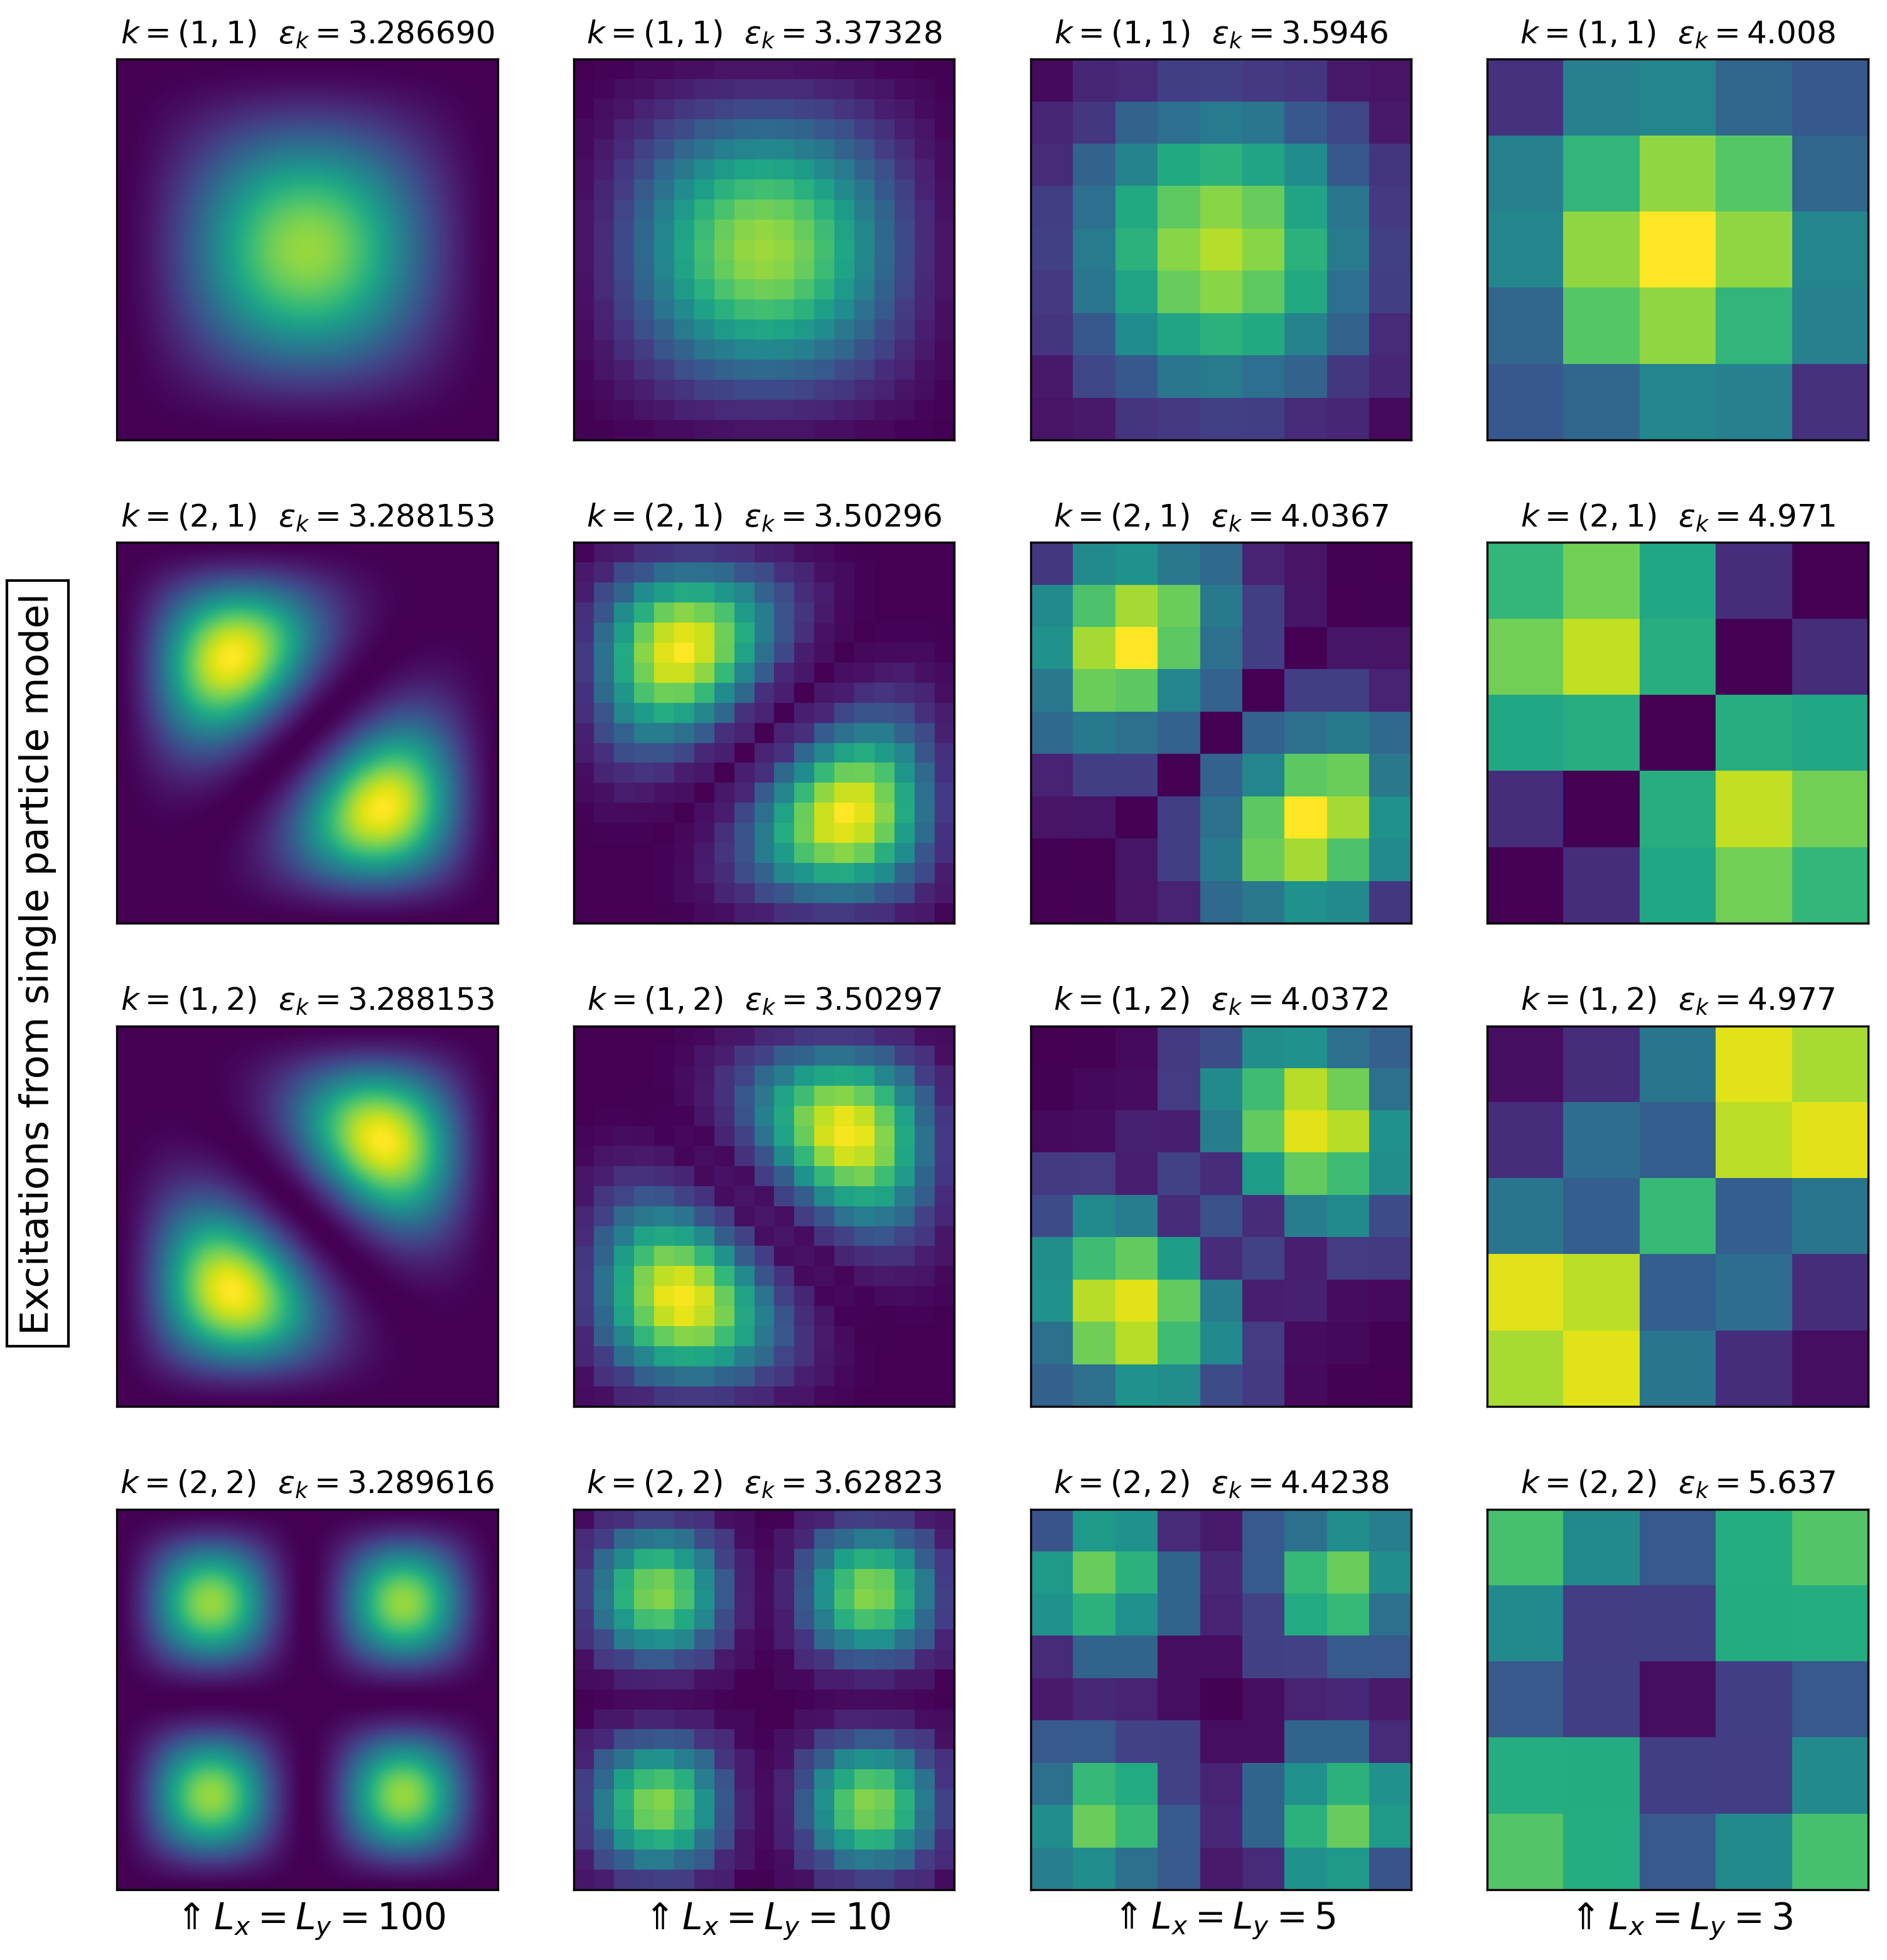 k = (1, 1) ε_k = 3.286690
k = (1, 1) ε_k = 3.37328
k = (1, 1) ε_k = 3.5946
k = (1, 1) ε_k = 4.008
k = (2, 1) ε_k = 3.288153
k = (2, 1) ε_k = 3.50296
k = (2, 1) ε_k = 4.0367
k = (2, 1) ε_k = 4.971
Excitations from single particle model
k = (1, 2) ε_k = 3.288153
k = (1, 2) ε_k = 3.50297
k = (1, 2) ε_k = 4.0372
k = (1, 2) ε_k = 4.977
k = (2, 2) ε_k = 3.289616
k = (2, 2) ε_k = 3.62823
k = (2, 2) ε_k = 4.4238
k = (2, 2) ε_k = 5.637
⇑ L_x = L_y = 100
⇑ L_x = L_y = 10
⇑ L_x = L_y = 5
⇑ L_x = L_y = 3